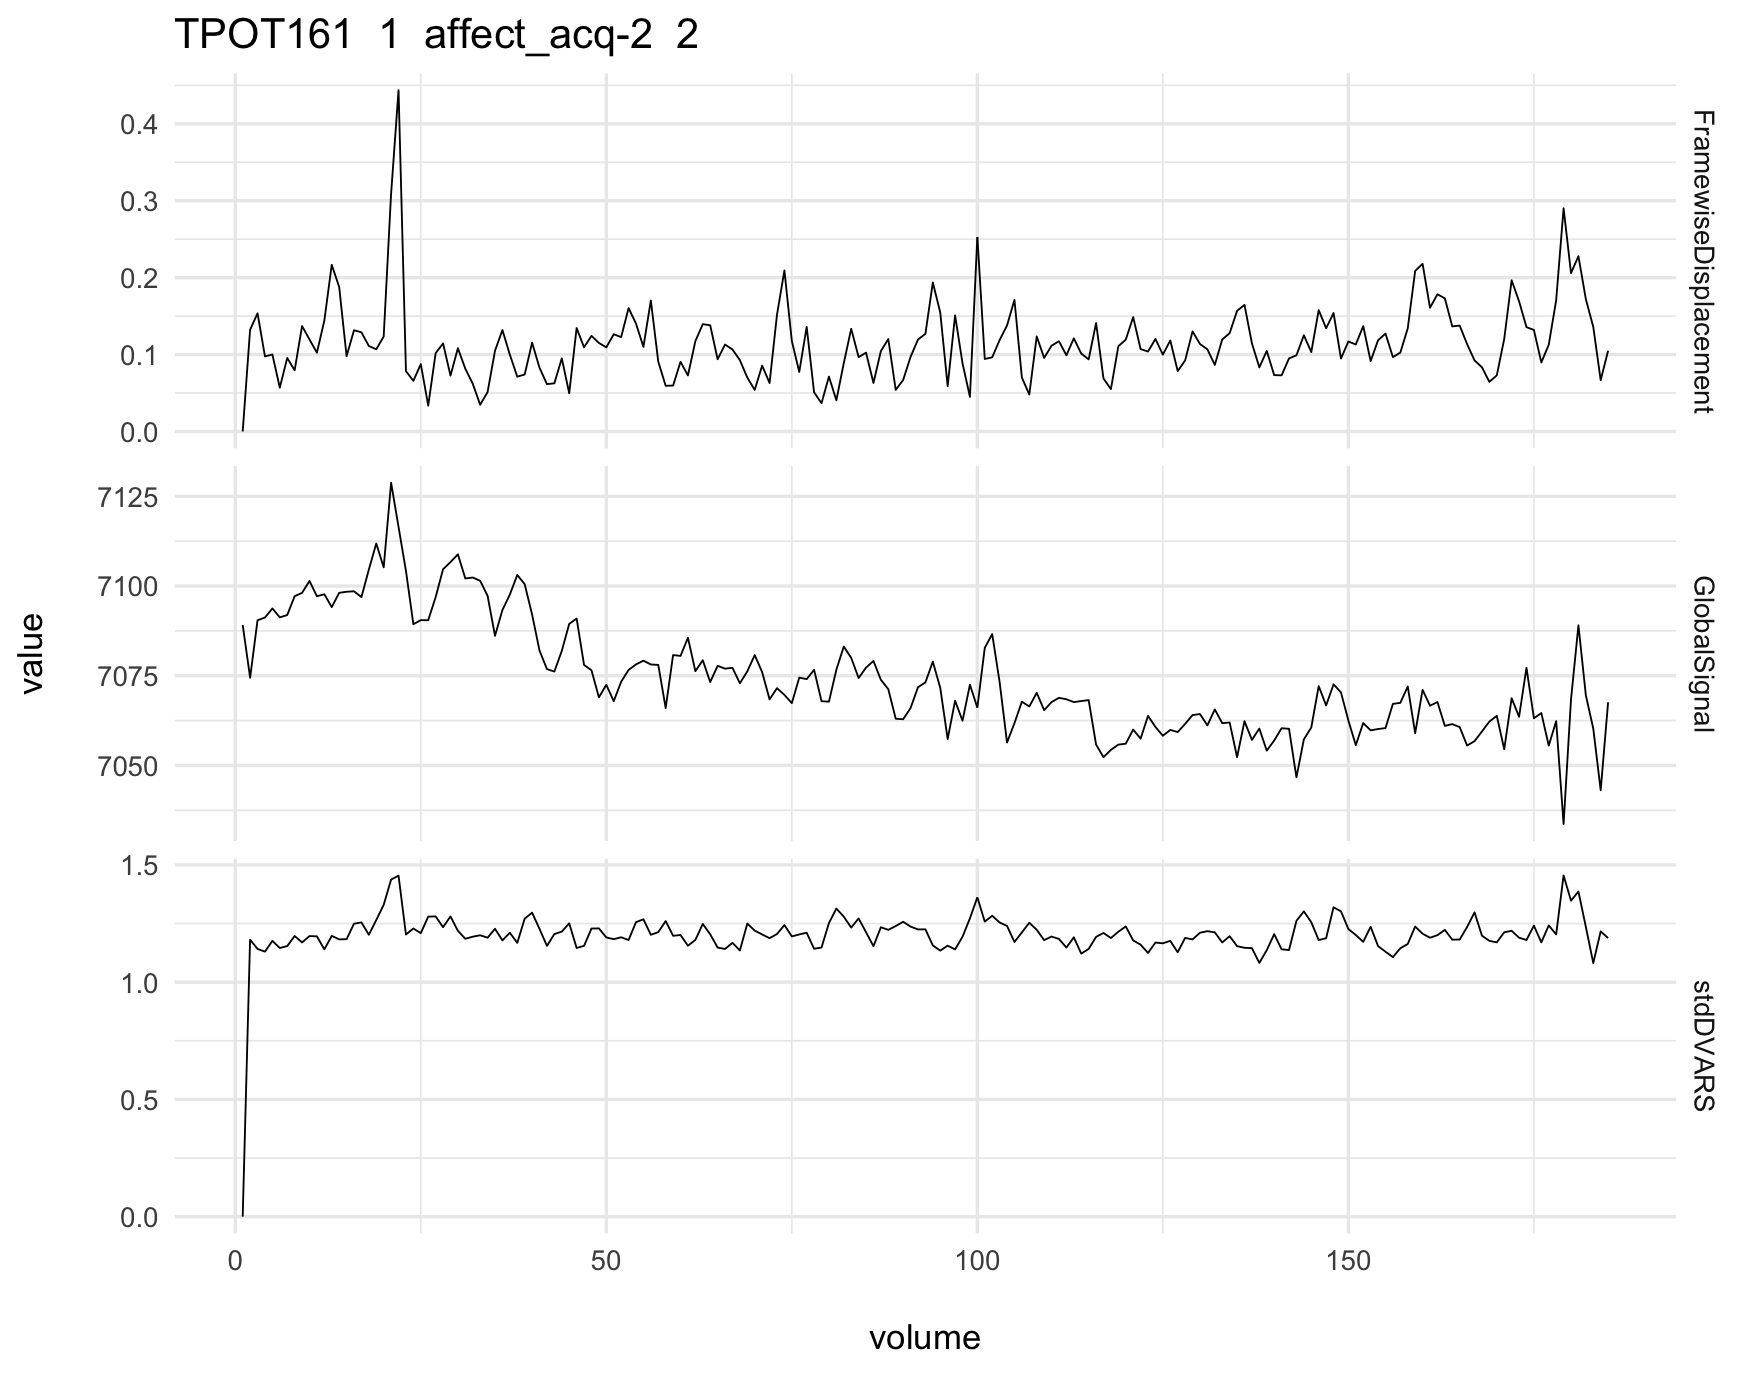 TPOT161  1  affect_acq-2  2
0.4
0.3
0.2
0.1
0.0
FramewiseDisplacement
7125
7100
7075
7050
GlobalSignal
value
1.5
1.0
0.5
0.0
stdDVARS
0 50 100 150
volume